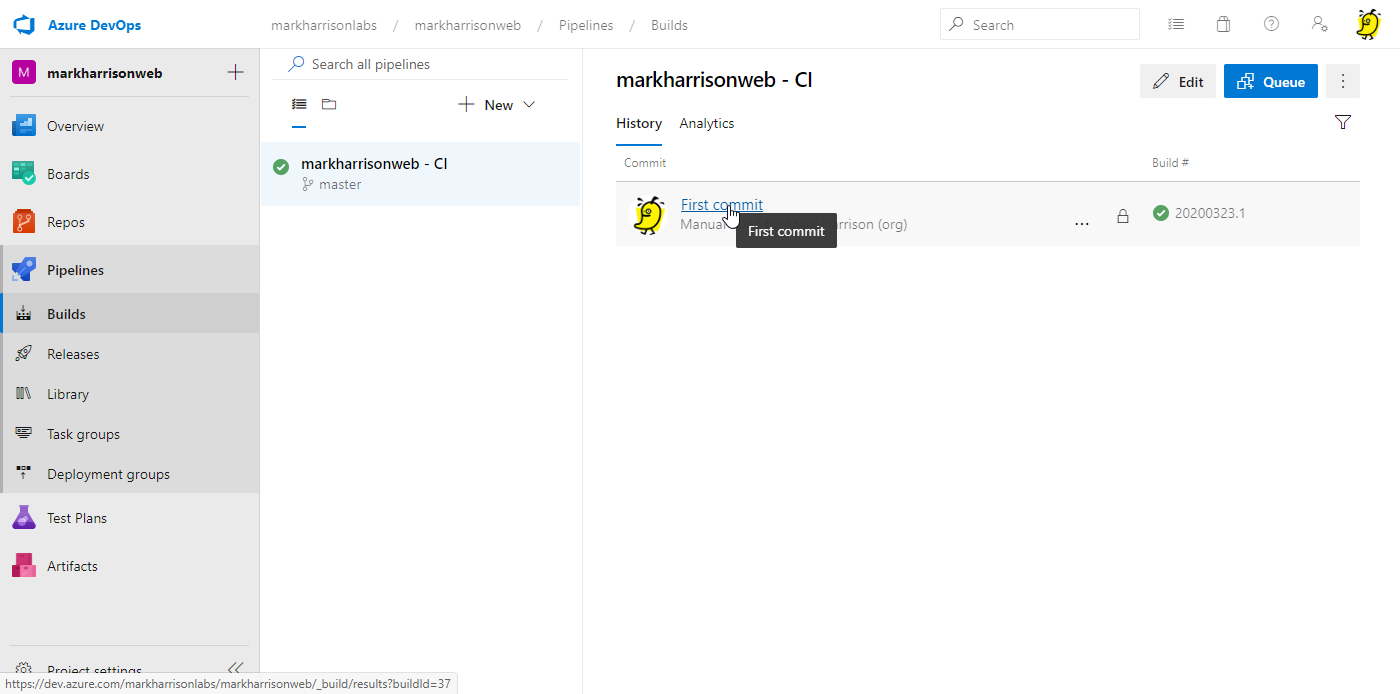 Azure DevOps
markharrisonlabs / markharrisonweb / Pipelines / Builds
Search
M markharrisonweb
Overview
Boards
Repos
Pipelines
Builds
Releases
Library
Task groups
Deployment groups
Test Plans
Artifacts
Project settings
https://dev.azure.com/markharrisonlabs/markharrisonweb/_build/results?buildId=37
Search all pipelines
New
markharrisonweb - CI
master
markharrisonweb - CI
Edit
Queue
History Analytics
Commit Build #
First commit
Manual rrison (org)
First commit
20200323.1